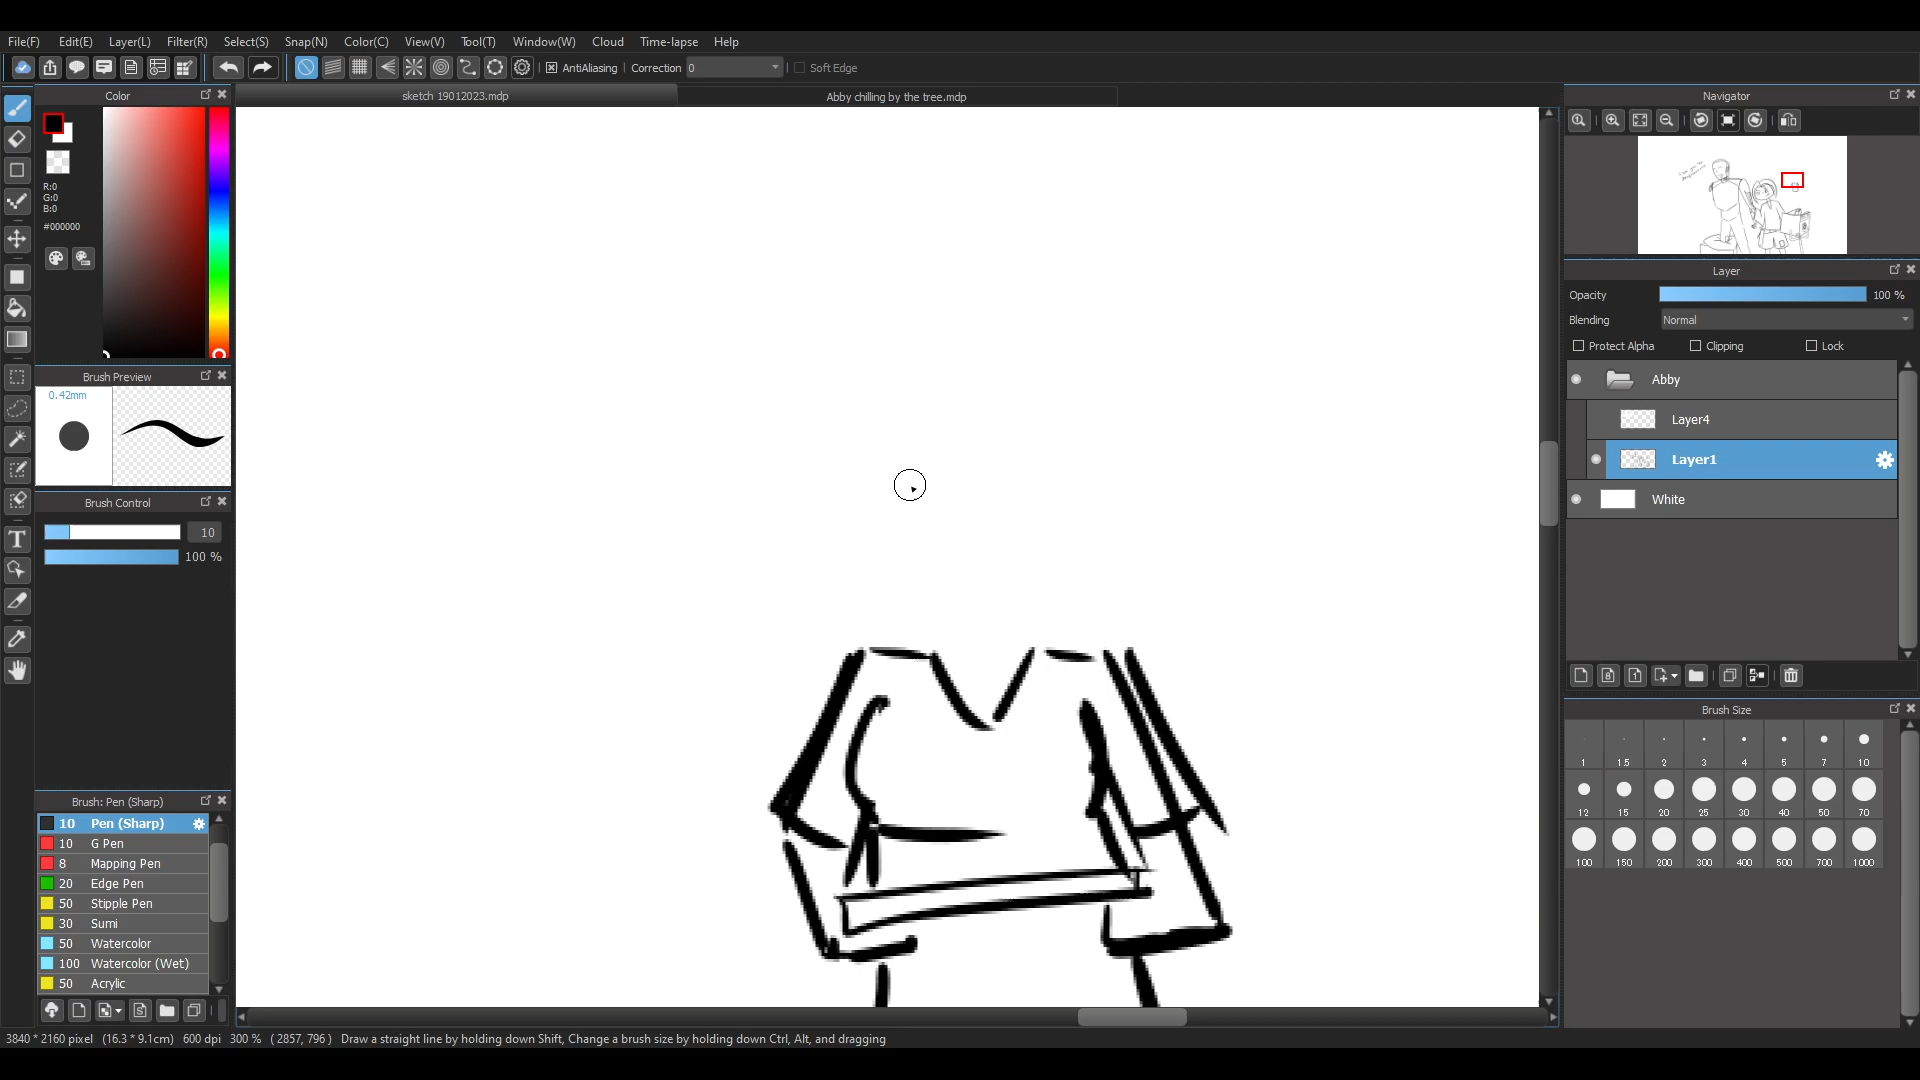 File(F) Edit(E) Layer(L) Filter(R) Select(S) Snap(N) Color(C) View(V) Tool(T) Window(W) Cloud Time-lapse Help
AntiAliasing Correction 0 Soft Edge
Color
sketch 19012023.mdp
Abby chilling by the tree.mdp
R:0
G:0
B:0
#000000
Brush Preview
0.42mm
Brush Control
10
100 %
Brush: Pen (Sharp)
10 Pen (Sharp)
10 G Pen
8 Mapping Pen
20 Edge Pen
50 Stipple Pen
30 Sumi
50 Watercolor
100 Watercolor (Wet)
50 Acrylic
Navigator
Layer
Opacity 100 %
Blending Normal
Protect Alpha Clipping Lock
Abby
Layer4
Layer1
White
Brush Size
1 1.5 2 3 4 5 7 10
12 15 20 25 30 40 50 70
100 150 200 300 400 500 700 1000
3840 * 2160 pixel (16.3 * 9.1cm) 600 dpi 300 % ( 2857, 796 ) Draw a straight line by holding down Shift, Change a brush size by holding down Ctrl, Alt, and dragging